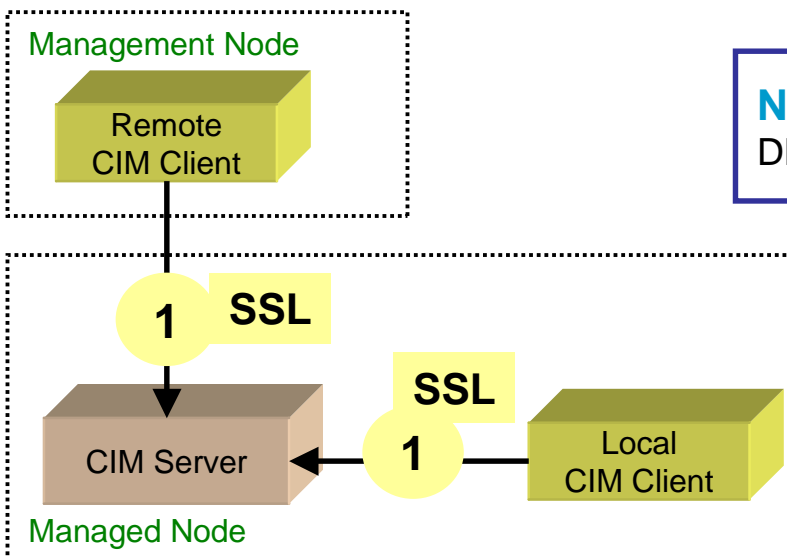 Management Node
Remote
CIM Client
1
SSL
SSL
1
CIM Server
Local
CIM Client
Managed Node